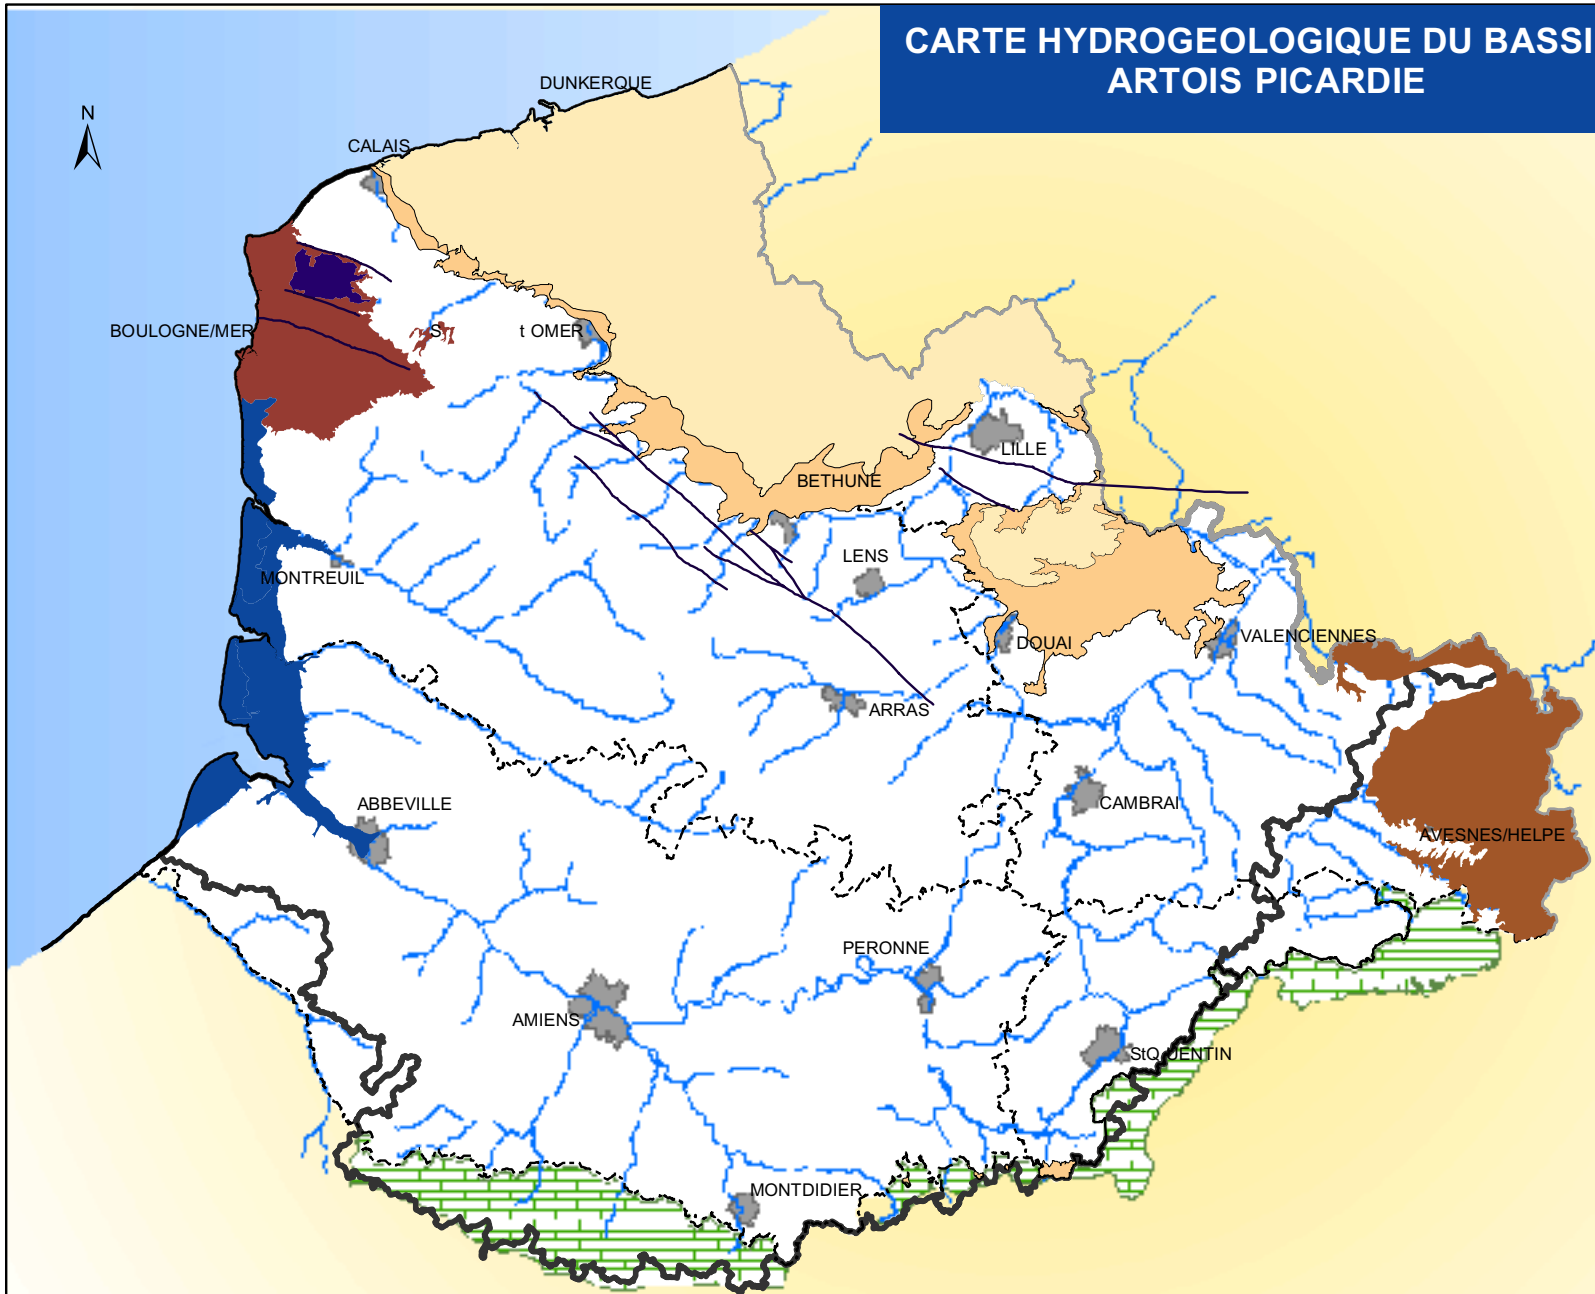 CARTE HYDROGEOLOGIQUE DU BASSI
ARTOIS PICARDIE
N
DUNKERQUE
CALAIS
BOULOGNE/MER
S
t OMER
LILLE
BETHUNE
LENS
MONTREUIL
DOUAI
VALENCIENNES
ARRAS
ABBEVILLE
CAMBRAI
AVESNES/HELPE
PERONNE
AMIENS
StQUENTIN
MONTDIDIER